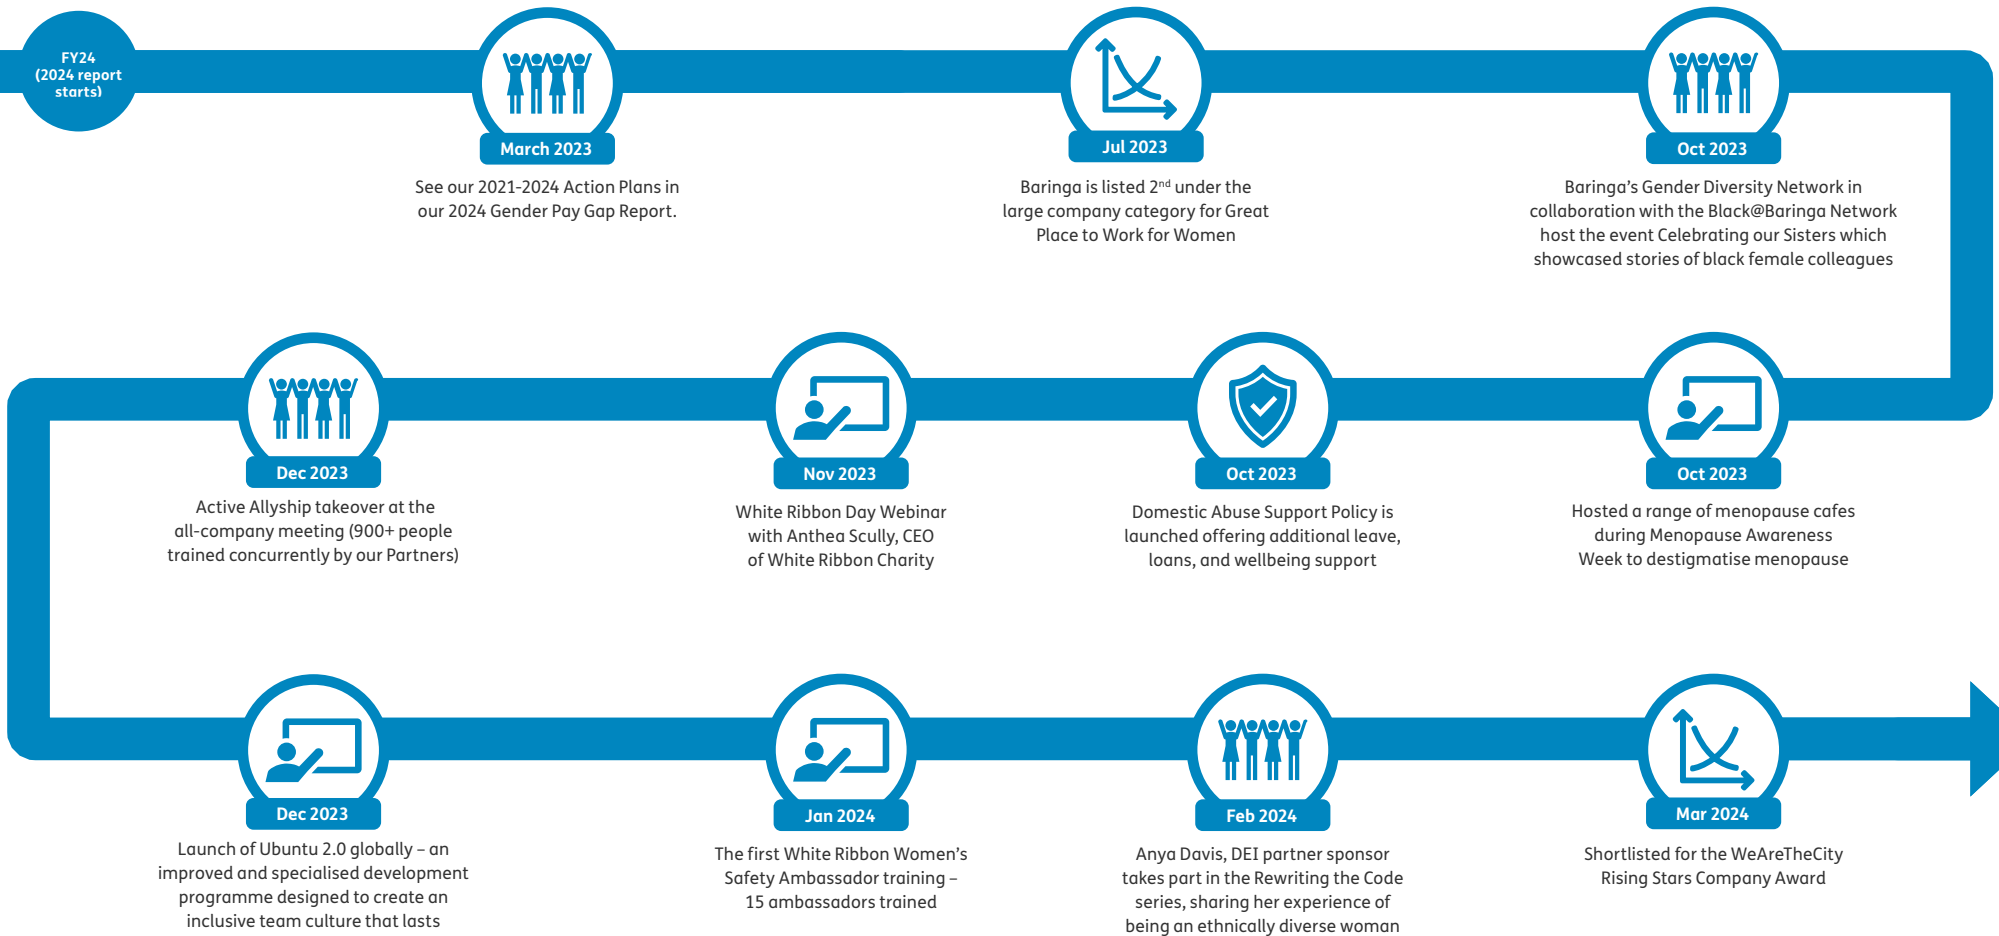 FY24
(2024 report
starts)
March 2023
See our 2021-2024 Action Plans in
our 2024 Gender Pay Gap Report.
Jul 2023
Baringa is listed 2nd under the
large company category for Great
Place to Work for Women
Oct 2023
Baringa’s Gender Diversity Network in
collaboration with the Black@Baringa Network
host the event Celebrating our Sisters which
showcased stories of black female colleagues
Oct 2023
Hosted a range of menopause cafes
during Menopause Awareness
Week to destigmatise menopause
Oct 2023
Domestic Abuse Support Policy is
launched offering additional leave,
loans, and wellbeing support
Nov 2023
White Ribbon Day Webinar
with Anthea Scully, CEO
of White Ribbon Charity
Dec 2023
Active Allyship takeover at the
all-company meeting (900+ people
trained concurrently by our Partners)
Dec 2023
Launch of Ubuntu 2.0 globally – an
improved and specialised development
programme designed to create an
inclusive team culture that lasts
Jan 2024
The first White Ribbon Women’s
Safety Ambassador training –
15 ambassadors trained
Feb 2024
Anya Davis, DEI partner sponsor
takes part in the Rewriting the Code
series, sharing her experience of
being an ethnically diverse woman
Mar 2024
Shortlisted for the WeAreTheCity
Rising Stars Company Award